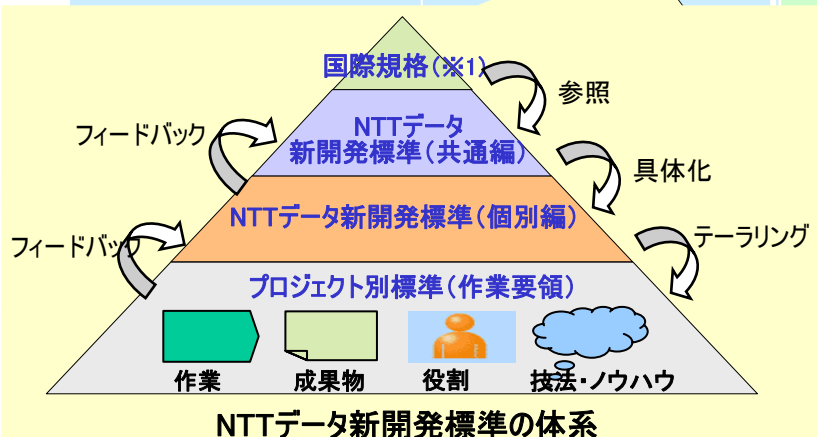 国際規格(※1)
参照
フィードバック
NTTデータ
新開発標準(共通編)
具体化
NTTデータ新開発標準(個別編)
フィードバック
テーラリング
プロジェクト別標準(作業要領)
作業
成果物
役割
技法・ノウハウ
NTTデータ新開発標準の体系